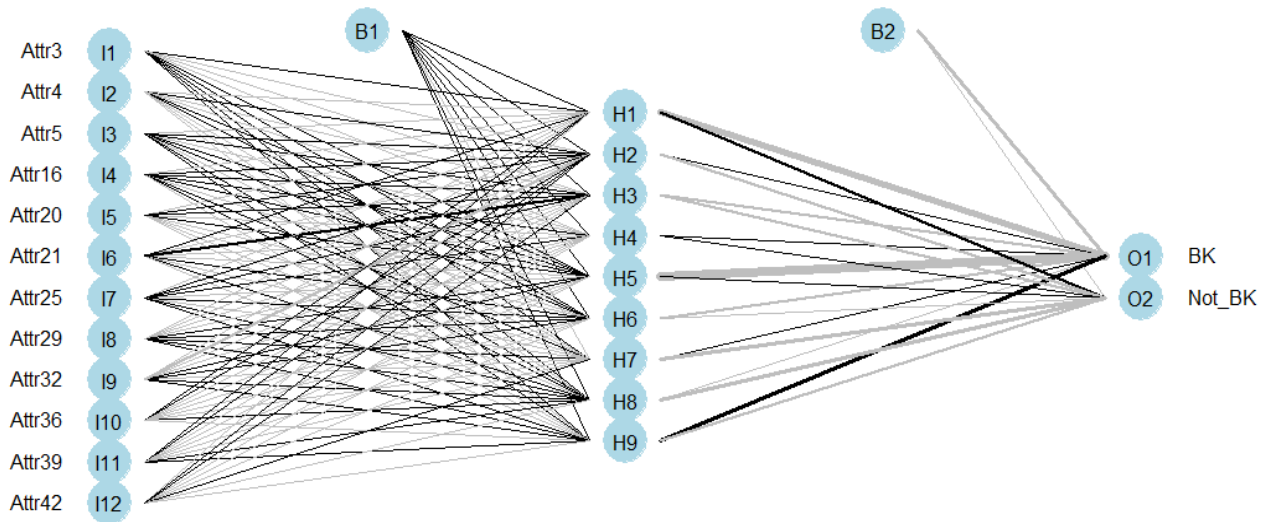 B1
B2
Attr3 I1
Attr4 I2
Attr5 I3
Attr16 I4
Attr20 I5
Attr21 I6
Attr25 I7
Attr29 I8
Attr32 I9
Attr36 I10
Attr39 I11
Attr42 I12
H1
H2
H3
H4
H5
H6
H7
H8
H9
O1 BK
O2 Not_BK